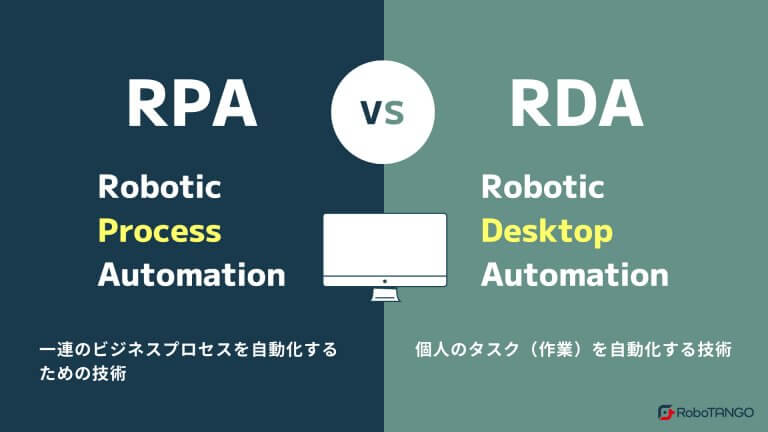 RPA
Robotic
Process
Automation
一連のビジネスプロセスを自動化する
ための技術
VS
RDA
Robotic
Desktop
Automation
個人のタスク（作業）を自動化する技術
RoboTANGO